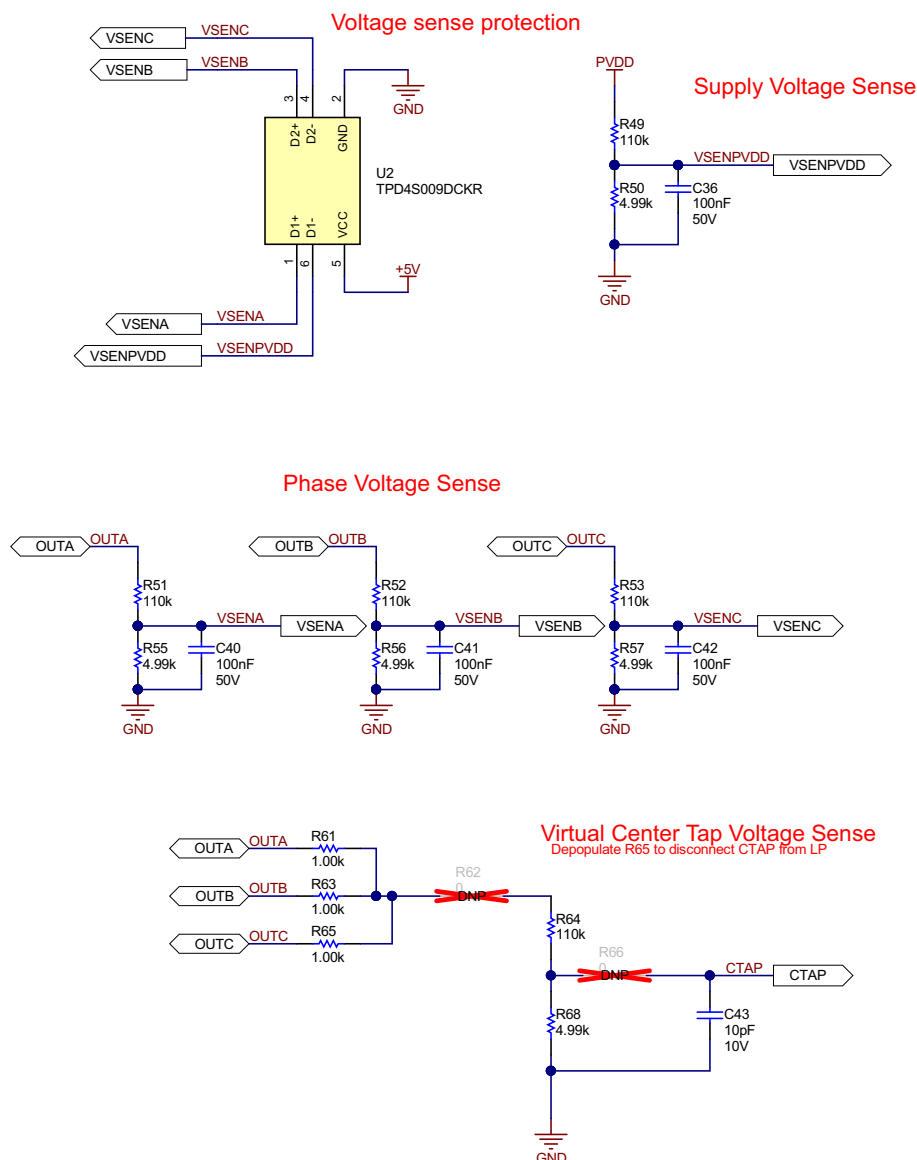 Voltage sense protection
VSENC
VSENC
VSENB
VSENB
3
4
2
GND
D2+
D2-
GND
U2
TPD4S009DCKR
D1+
D1-
VCC
1
6
5
+5V
VSENA
VSENA
VSENPVDD
VSENPVDD
PVDD
Supply Voltage Sense
R49
110k
VSENPVDD
VSENPVDD
R50
4.99k
C36
100nF
50V
GND
Phase Voltage Sense
OUTA
OUTA
R51
110k
VSENA
VSENA
R55
4.99k
C40
100nF
50V
GND
OUTB
OUTB
R52
110k
VSENB
VSENB
R56
4.99k
C41
100nF
50V
GND
OUTC
OUTC
R53
110k
VSENC
VSENC
R57
4.99k
C42
100nF
50V
GND
Virtual Center Tap Voltage Sense
Depopulate R65 to disconnect CTAP from LP
OUTA
OUTA
R61
1.00k
OUTB
OUTB
R63
1.00k
OUTC
OUTC
R65
1.00k
R62
0
DNP
R64
110k
R66
0
DNP
CTAP
CTAP
R68
4.99k
C43
10pF
10V
GND